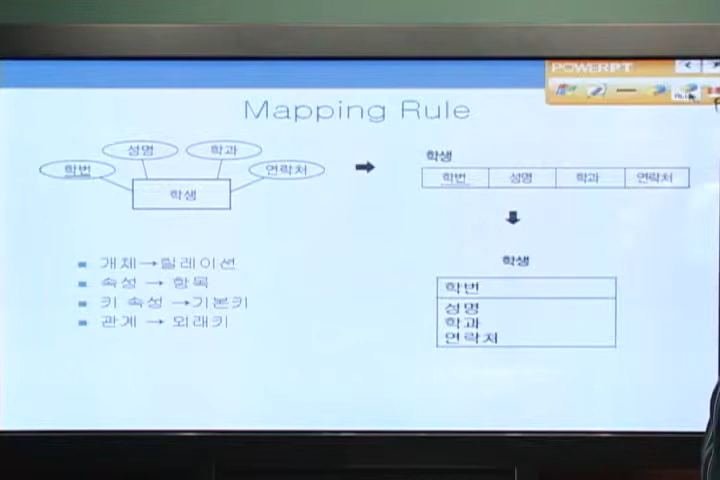 POWERPT
Mapping Rule
성명
학과
학번
연락처
학생
학생
학번 성명 학과 연락처
개체→릴레이션
속성 → 항목
키 속성 →기본키
관계 → 외래키
학생
학번
성명
학과
연락처